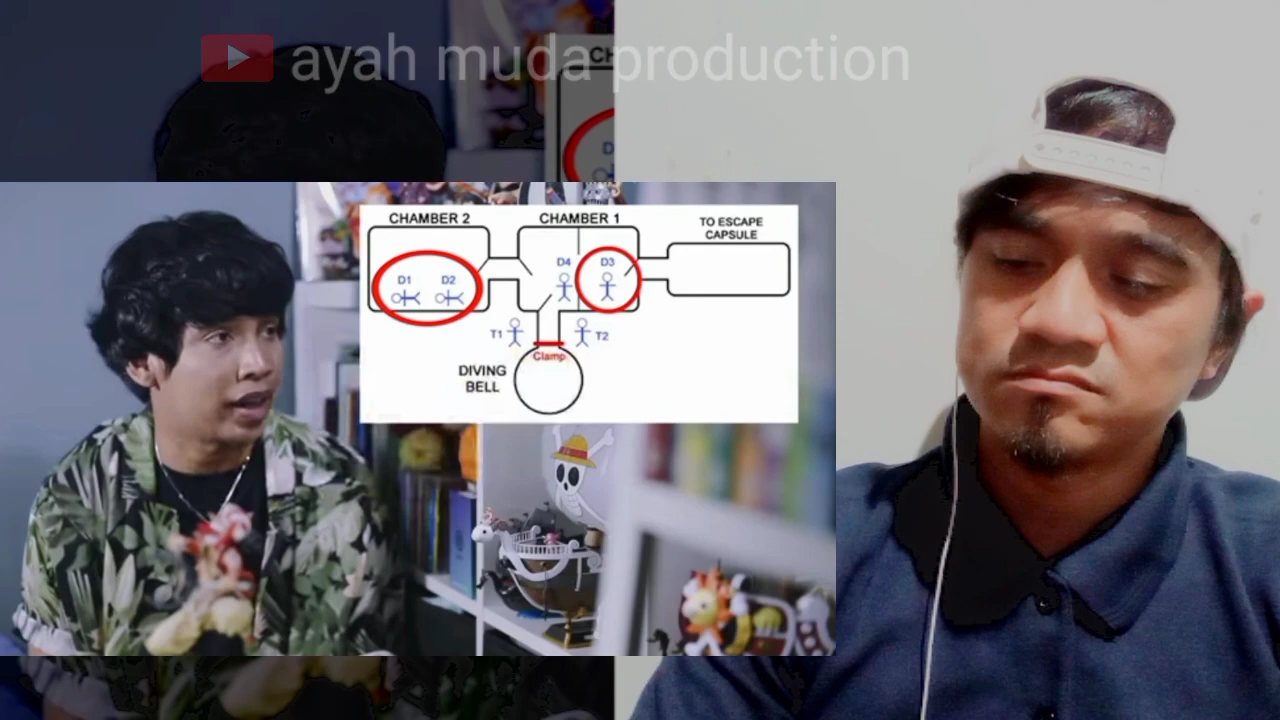 ayah muda production
CH
D
CHAMBER 2
CHAMBER 1
TO ESCAPE
CAPSULE
D1
D2
D4
D3
T1
T2
Clamp
DIVING
BELL